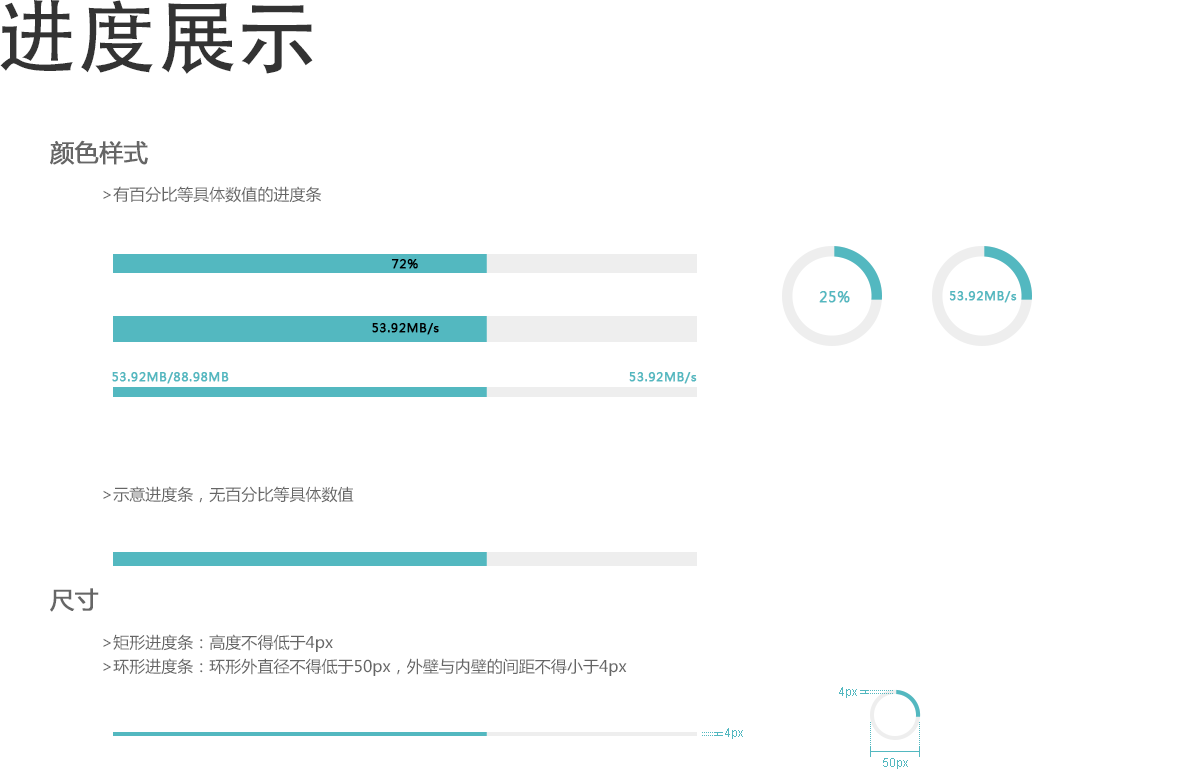 进度展示
颜色样式
>有百分比等具体数值的进度条
72%
25%
53.92MB/s
53.92MB/s
53.92MB/88.98MB
53.92MB/s
>示意进度条，无百分比等具体数值
尺寸
>矩形进度条：高度不得低于4px
>环形进度条：环形外直径不得低于50px，外壁与内壁的间距不得小于4px
4px
4px
50px